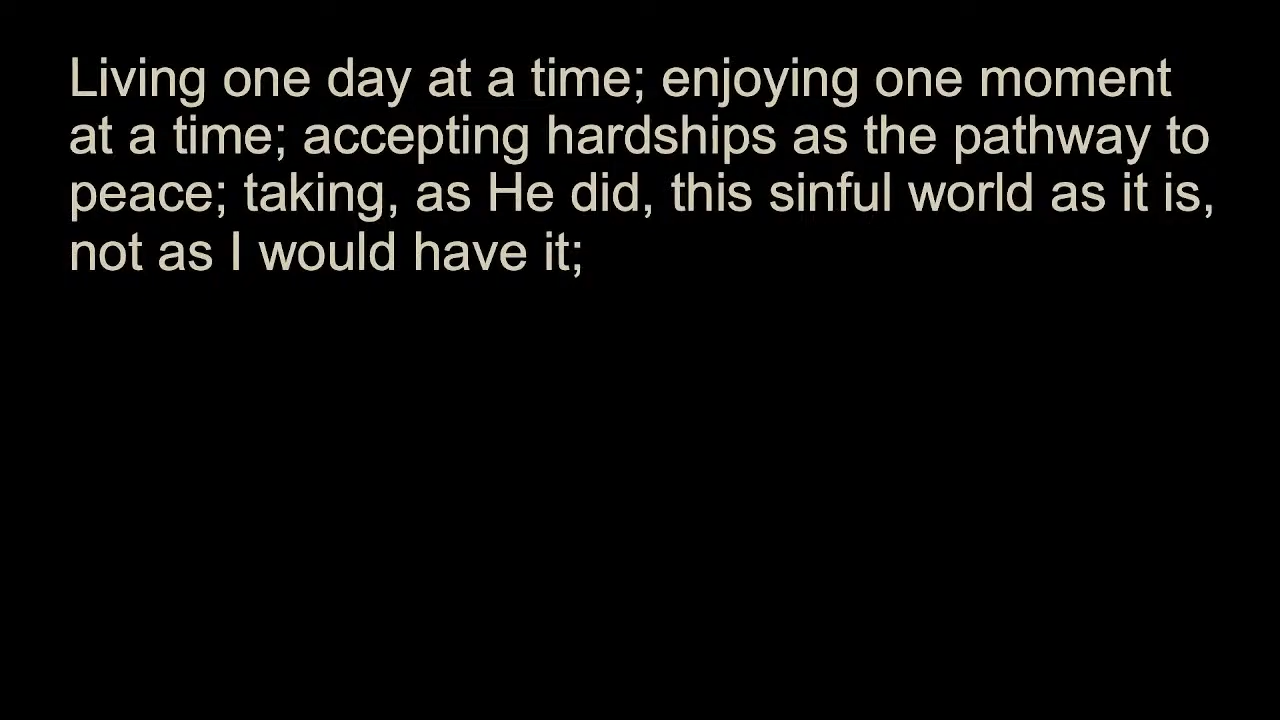 Living one day at a time; enjoying one moment
at a time; accepting hardships as the pathway to
peace; taking, as He did, this sinful world as it is,
not as I would have it;